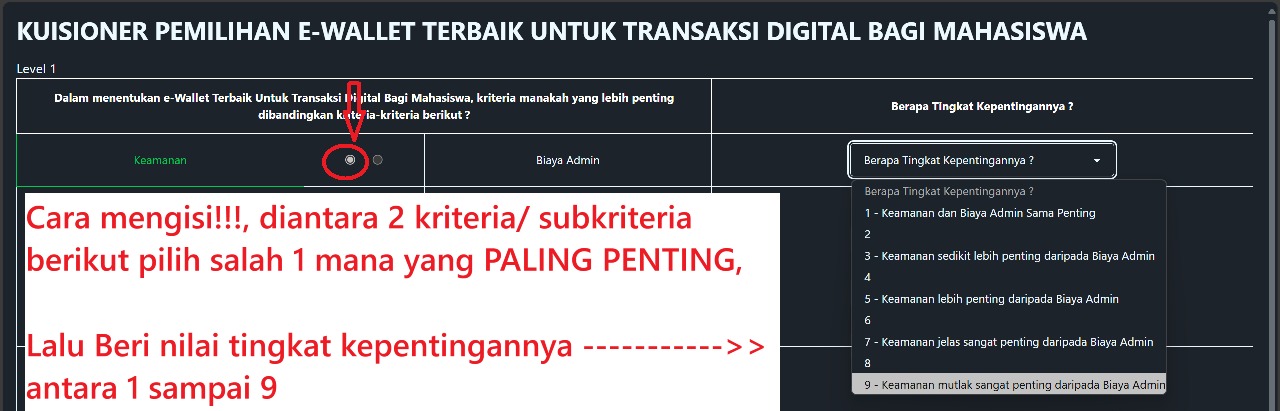 KUISIONER PEMILIHAN E-WALLET TERBAIK UNTUK TRANSAKSI DIGITAL BAGI MAHASISWA
Level 1
Dalam menentukan e-Wallet Terbaik Untuk Transaksi Digital Bagi Mahasiswa, kriteria manakah yang lebih penting
dibandingkan kriteria-kriteria berikut ?
Berapa Tingkat Kepentingannya ?
Keamanan
Biaya Admin
Berapa Tingkat Kepentingannya ?
Berapa Tingkat Kepentingannya ?
1 - Keamanan dan Biaya Admin Sama Penting
2
3 - Keamanan sedikit lebih penting daripada Biaya Admin
4
5 - Keamanan lebih penting daripada Biaya Admin
6
7 - Keamanan jelas sangat penting daripada Biaya Admin
8
9 - Keamanan mutlak sangat penting daripada Biaya Admin
Cara mengisi!!!, diantara 2 kriteria/ subkriteria
berikut pilih salah 1 mana yang PALING PENTING,
Lalu Beri nilai tingkat kepentingannya ----------->>
antara 1 sampai 9